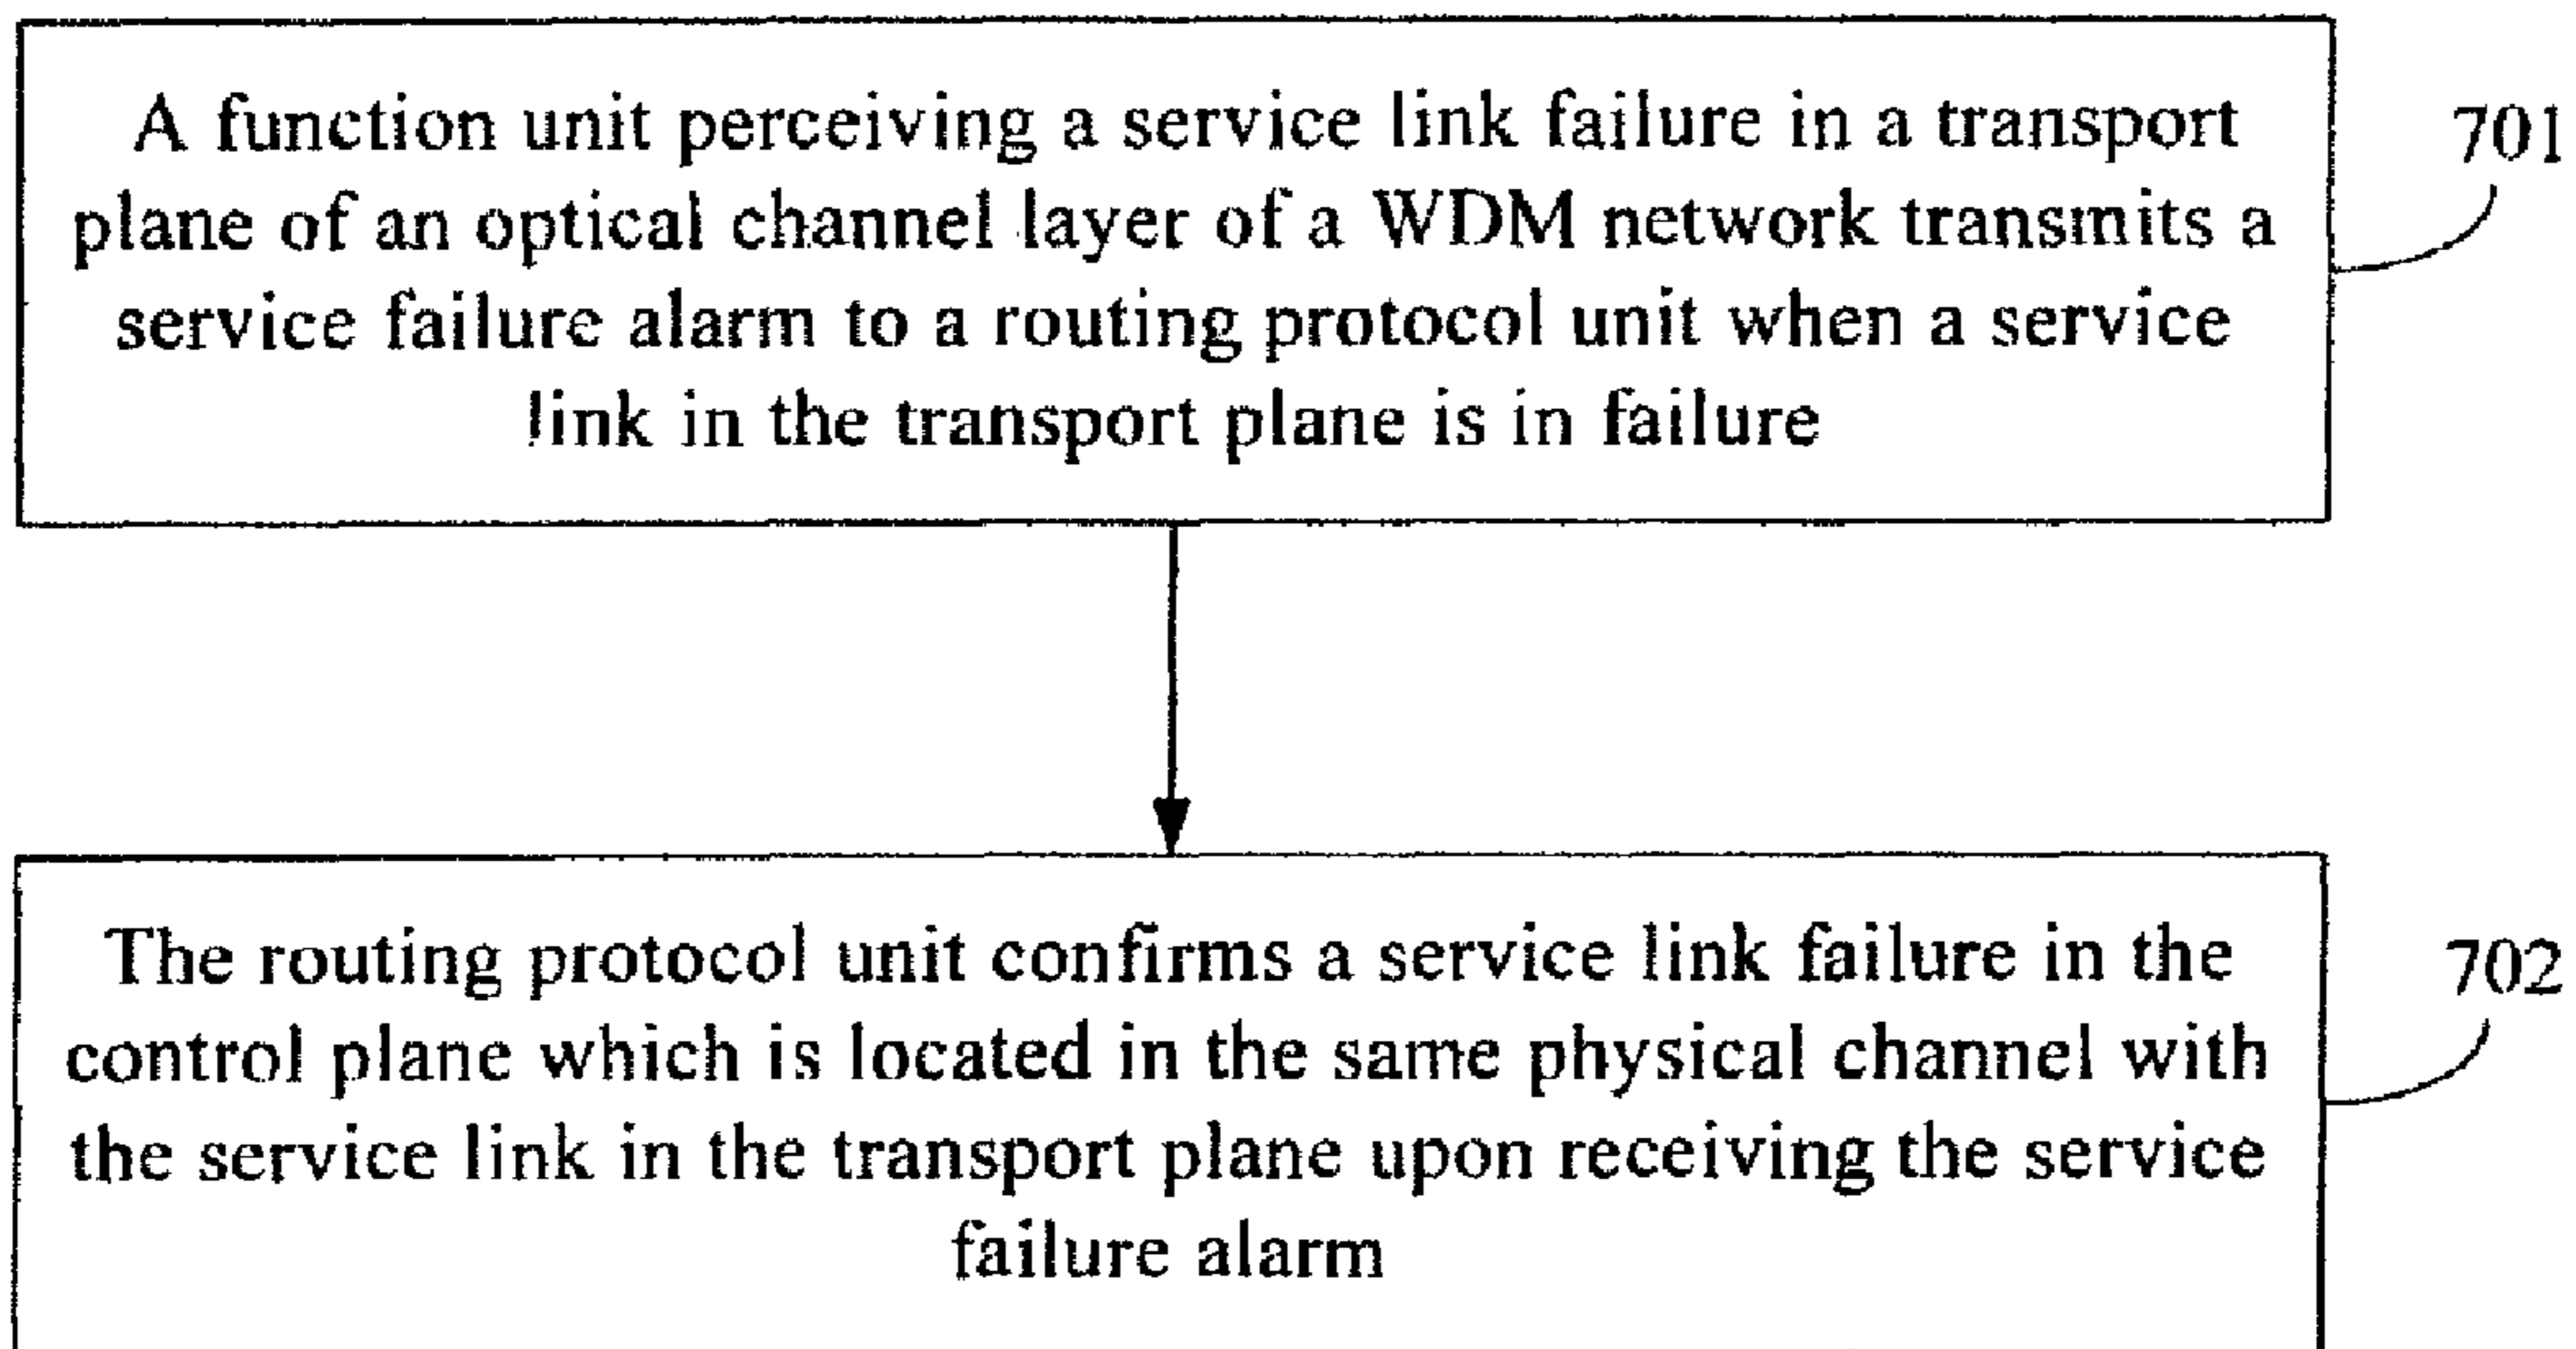 A function unit perceiving a service link failure in a transport
plane of an optical channel layer of a WDM network transmits a
service failure alarm to a routing protocol unit when a service
link in the transport plane is in failure
701
The routing protocol unit confirms a service link failure in the
control plane which is located in the same physical channel with
the service link in the transport plane upon receiving the service
failure alarm
702